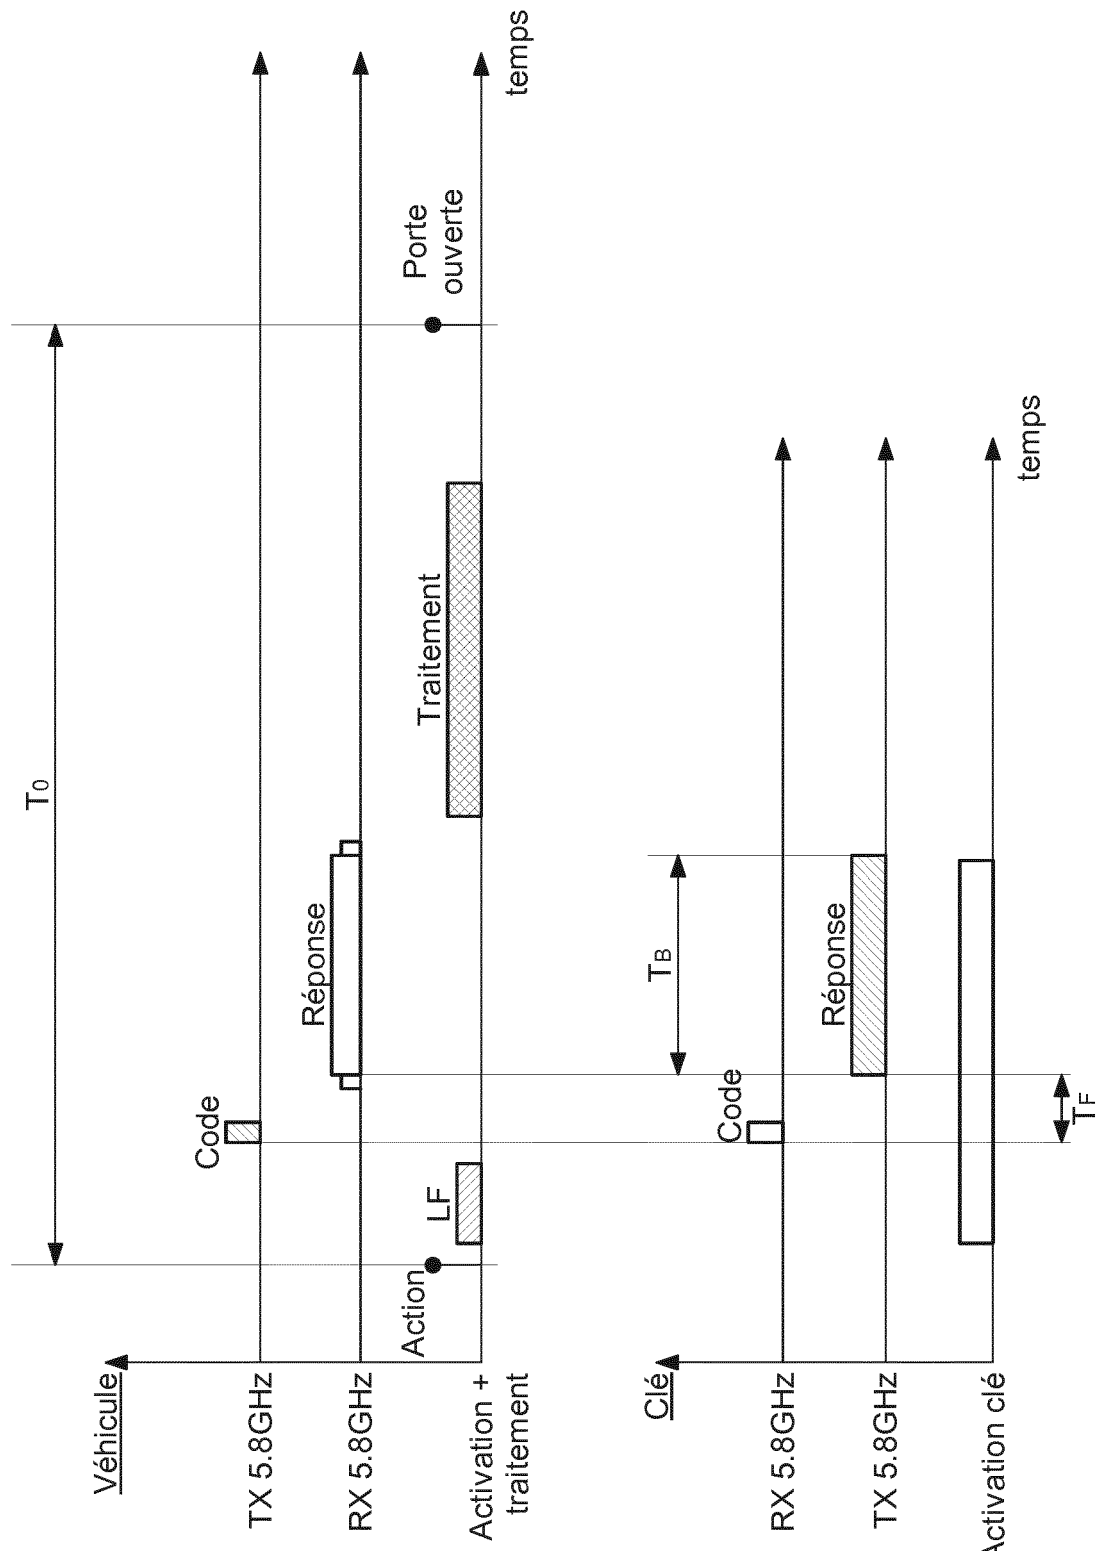 T0
Véhicule
Code
TX 5.8GHz
Réponse
RX 5.8GHz
Action
LF
Traitement
Porte
ouverte
Activation +
traitement
temps
Clé
TB
Code
RX 5.8GHz
Réponse
TX 5.8GHz
Activation clé
temps
TF